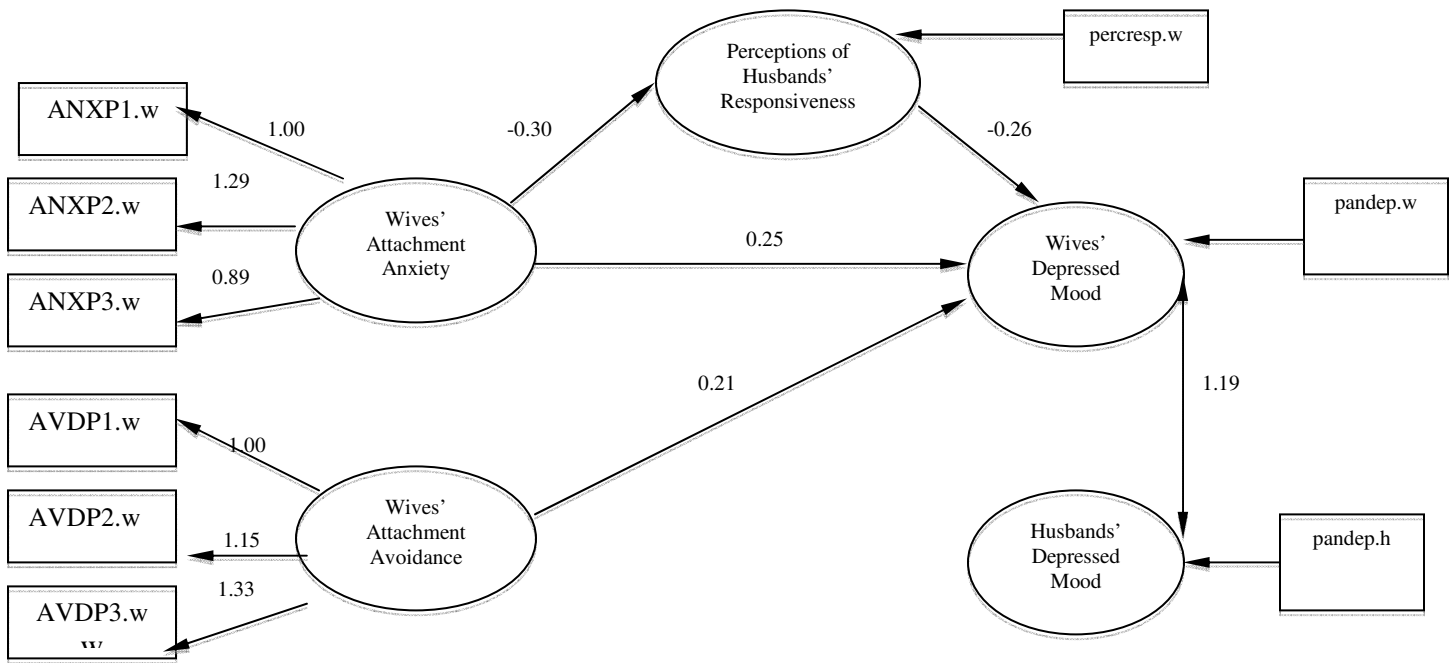 percresp.w
Perceptions of
Husbands'
Responsiveness
ANXP1.w
1.00
-0.30
-0.26
1.29
ANXP2.w
Wives'
Attachment
Anxiety
0.25
Wives'
Depressed
Mood
pandep.w
ANXP3.w
0.89
0.21
1.19
AVDP1.w
1.00
AVDP2.w
1.15
Wives'
Attachment
Avoidance
Husbands'
Depressed
Mood
pandep.h
1.33
AVDP3.w
w